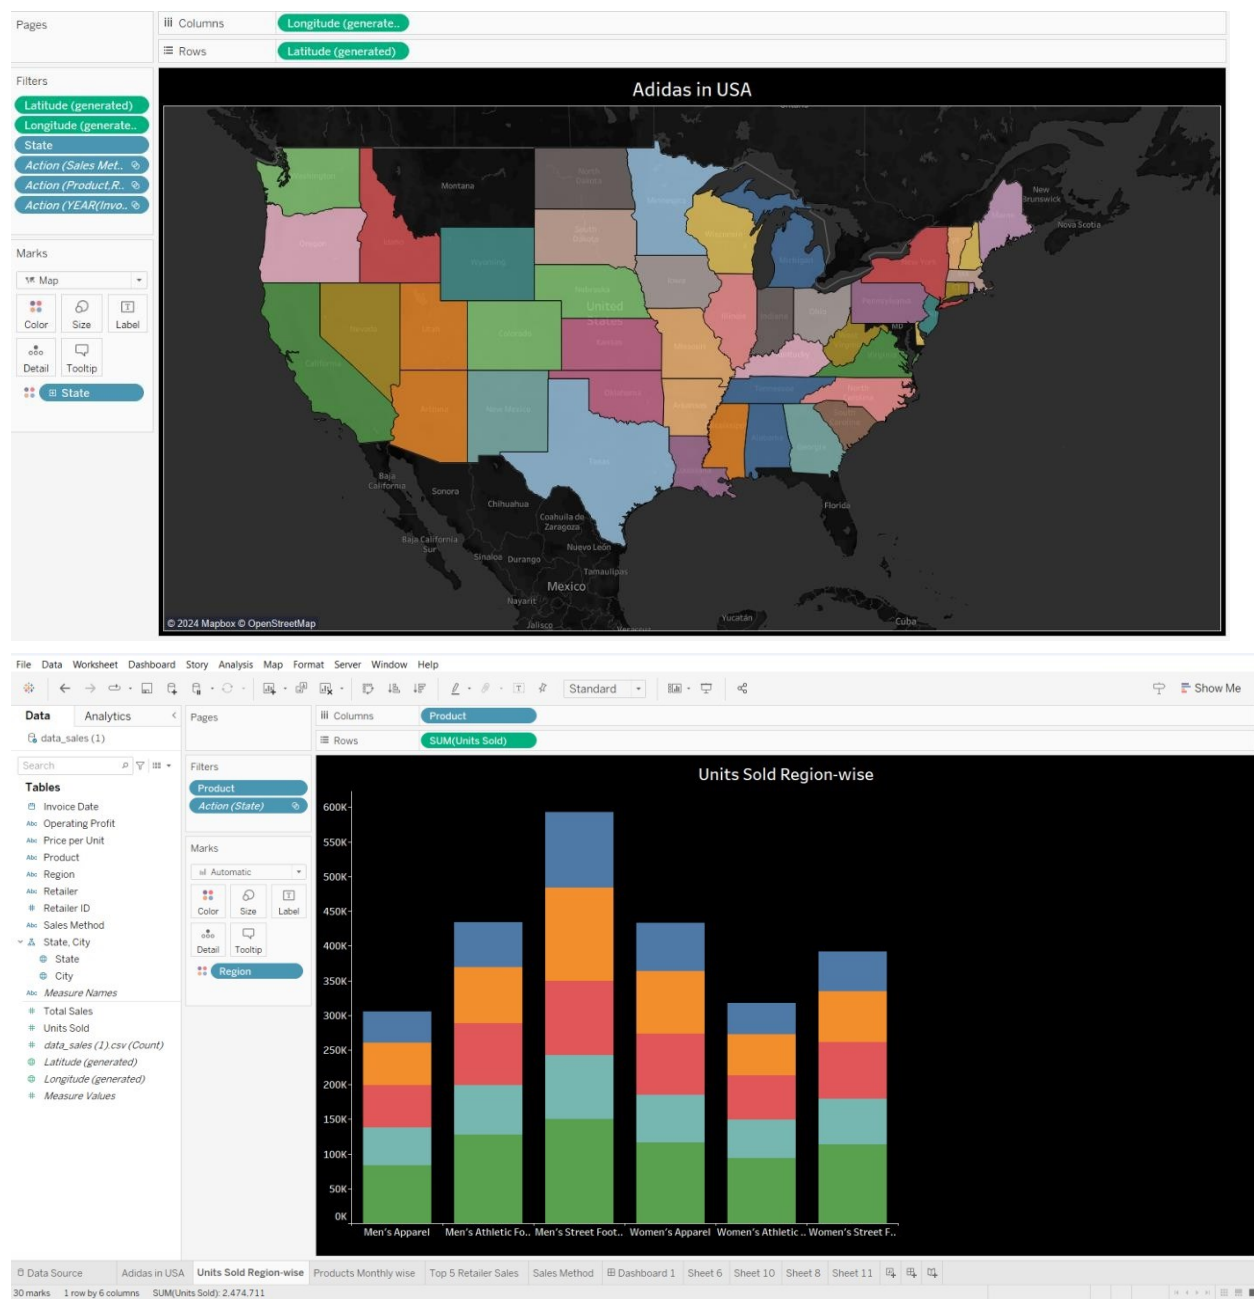 Pages
Columns
Longitude (generate..
Rows
Latitude (generated)
Filters
Latitude (generated)
Longitude (generate..
State
Action (Sales Met..
Action (Product,R..
Action (YEAR(Invo..
Marks
Map
Color Size Label
Detail Tooltip
State
Adidas in USA
Washington
Montana
North Dakota
Minnesota
Oregon
Idaho
Wyoming
South Dakota
Wisconsin
Michigan
New York
Maine
New Brunswick
Nova Scotia
Nebraska
Iowa
United States
Nevada
Utah
Colorado
Kansas
Missouri
Illinois
Indiana
Ohio
Pennsylvania
MD
California
Kentucky
Virginia
Arizona
New Mexico
Oklahoma
Arkansas
Tennessee
North Carolina
South Carolina
Mississippi
Alabama
Georgia
Texas
Florida
Baja California
Sonora
Chihuahua
Coahuila de Zaragoza
Baja California Sur
Sinaloa
Durango
Nuevo León
Tamaulipas
Mexico
Nayarit
Jalisco
Veracruz
Yucatán
Cuba
© 2024 Mapbox © OpenStreetMap
File Data Worksheet Dashboard Story Analysis Map Format Server Window Help
Standard
Show Me
Data Analytics
data_sales (1)
Search
Tables
Invoice Date
Abc Operating Profit
Abc Price per Unit
Abc Product
Abc Region
Abc Retailer
# Retailer ID
Abc Sales Method
State, City
State
City
Abc Measure Names
# Total Sales
# Units Sold
# data_sales (1).csv (Count)
Latitude (generated)
Longitude (generated)
# Measure Values
Pages
Filters
Product
Action (State)
Marks
Automatic
Color Size Label
Detail Tooltip
Region
Columns
Product
Rows
SUM(Units Sold)
Units Sold Region-wise
600K
550K
500K
450K
400K
350K
300K
250K
200K
150K
100K
50K
0K
Men's Apparel Men's Athletic Fo.. Men's Street Foot.. Women's Apparel Women's Athletic .. Women's Street F..
Data Source Adidas in USA Units Sold Region-wise Products Monthly wise Top 5 Retailer Sales Sales Method Dashboard 1 Sheet 6 Sheet 10 Sheet 8 Sheet 11
30 marks 1 row by 6 columns SUM(Units Sold): 2,474,711